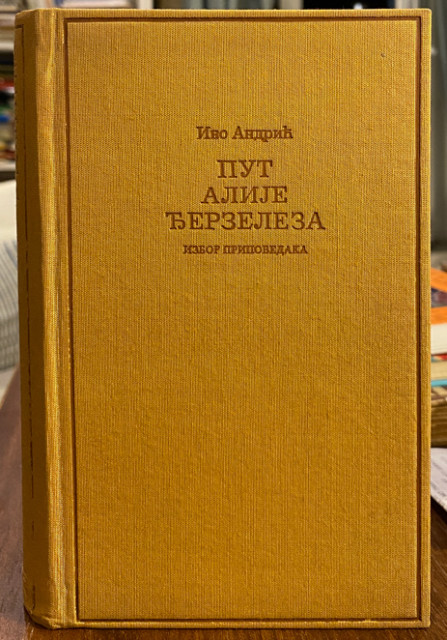 Иво Андрић
ПУТ
АЛИЈЕ
ЂЕРЗЕЛЕЗА
ИЗБОР ПРИПОВЕДАКА